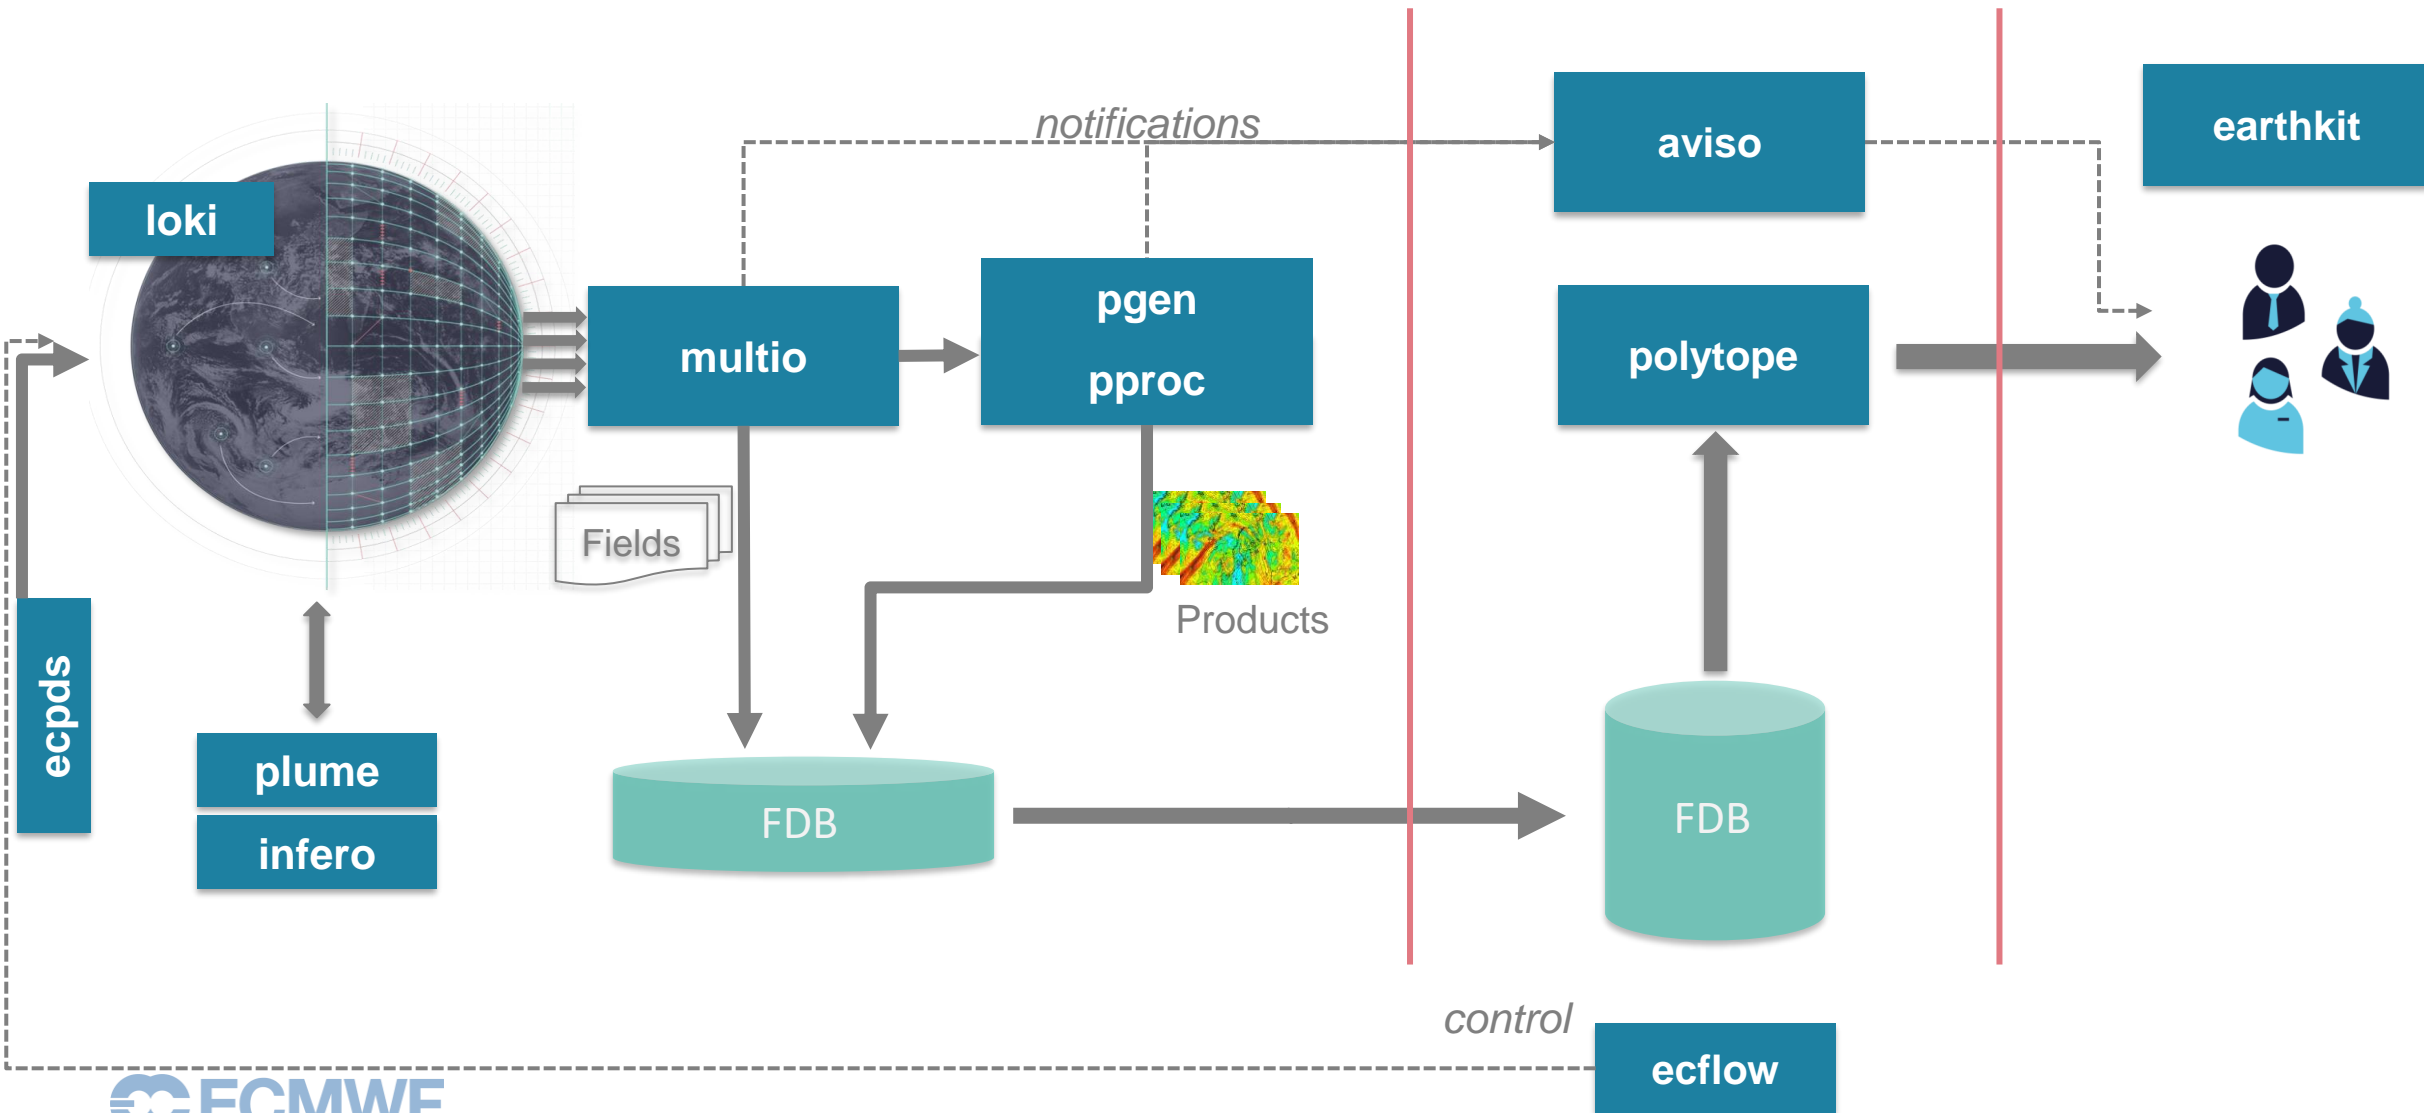 notifications
aviso
earthkit
loki
pgen
multio
pproc
polytope
Fields
Products
ecpds
plume
infero
FDB
FDB
control
ecflow
ECMWF